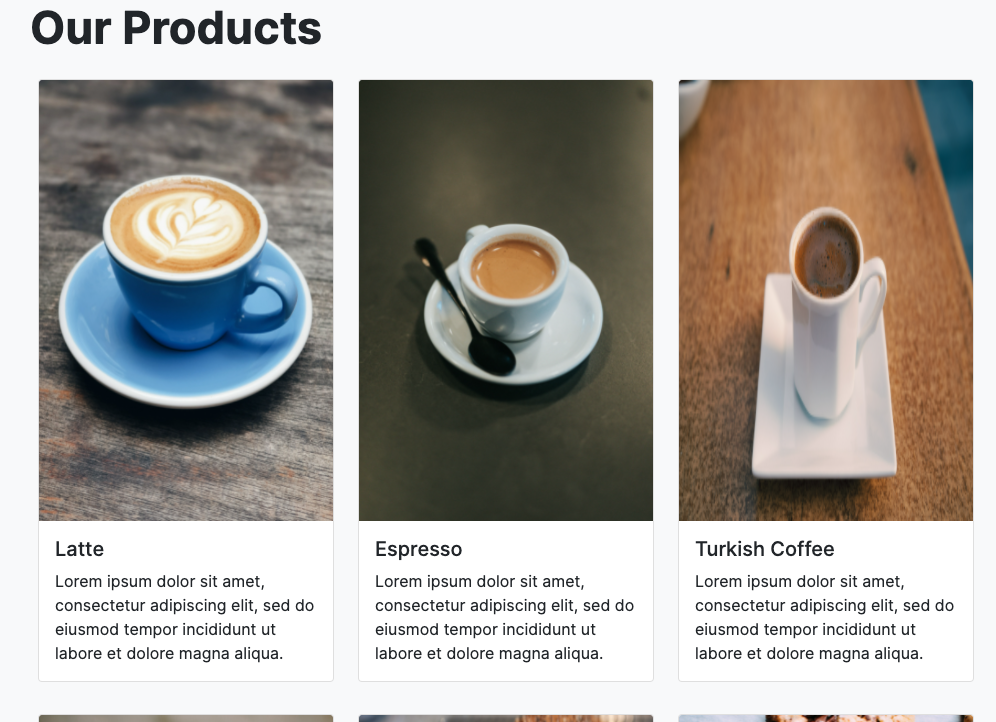 Our Products
Latte
Lorem ipsum dolor sit amet,
consectetur adipiscing elit, sed do
eiusmod tempor incididunt ut
labore et dolore magna aliqua.
Espresso
Lorem ipsum dolor sit amet,
consectetur adipiscing elit, sed do
eiusmod tempor incididunt ut
labore et dolore magna aliqua.
Turkish Coffee
Lorem ipsum dolor sit amet,
consectetur adipiscing elit, sed do
eiusmod tempor incididunt ut
labore et dolore magna aliqua.